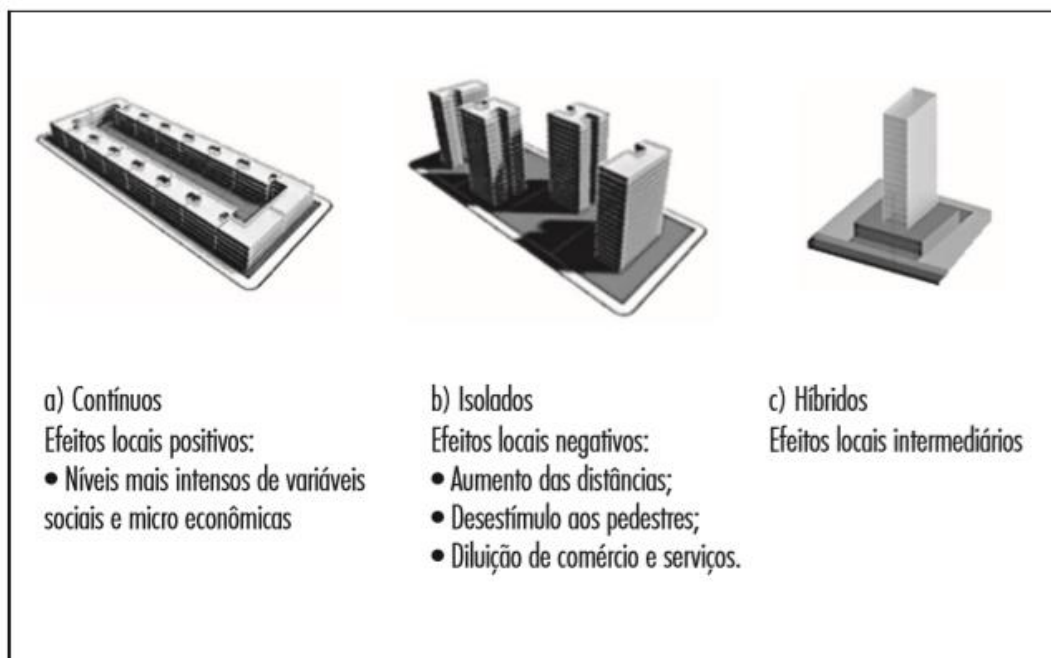 a) Contínuos
Efeitos locais positivos:
• Níveis mais intensos de variáveis
sociais e micro econômicas
b) Isolados
Efeitos locais negativos:
• Aumento das distâncias;
• Desestímulo aos pedestres;
• Diluição de comércio e serviços.
c) Híbridos
Efeitos locais intermediários